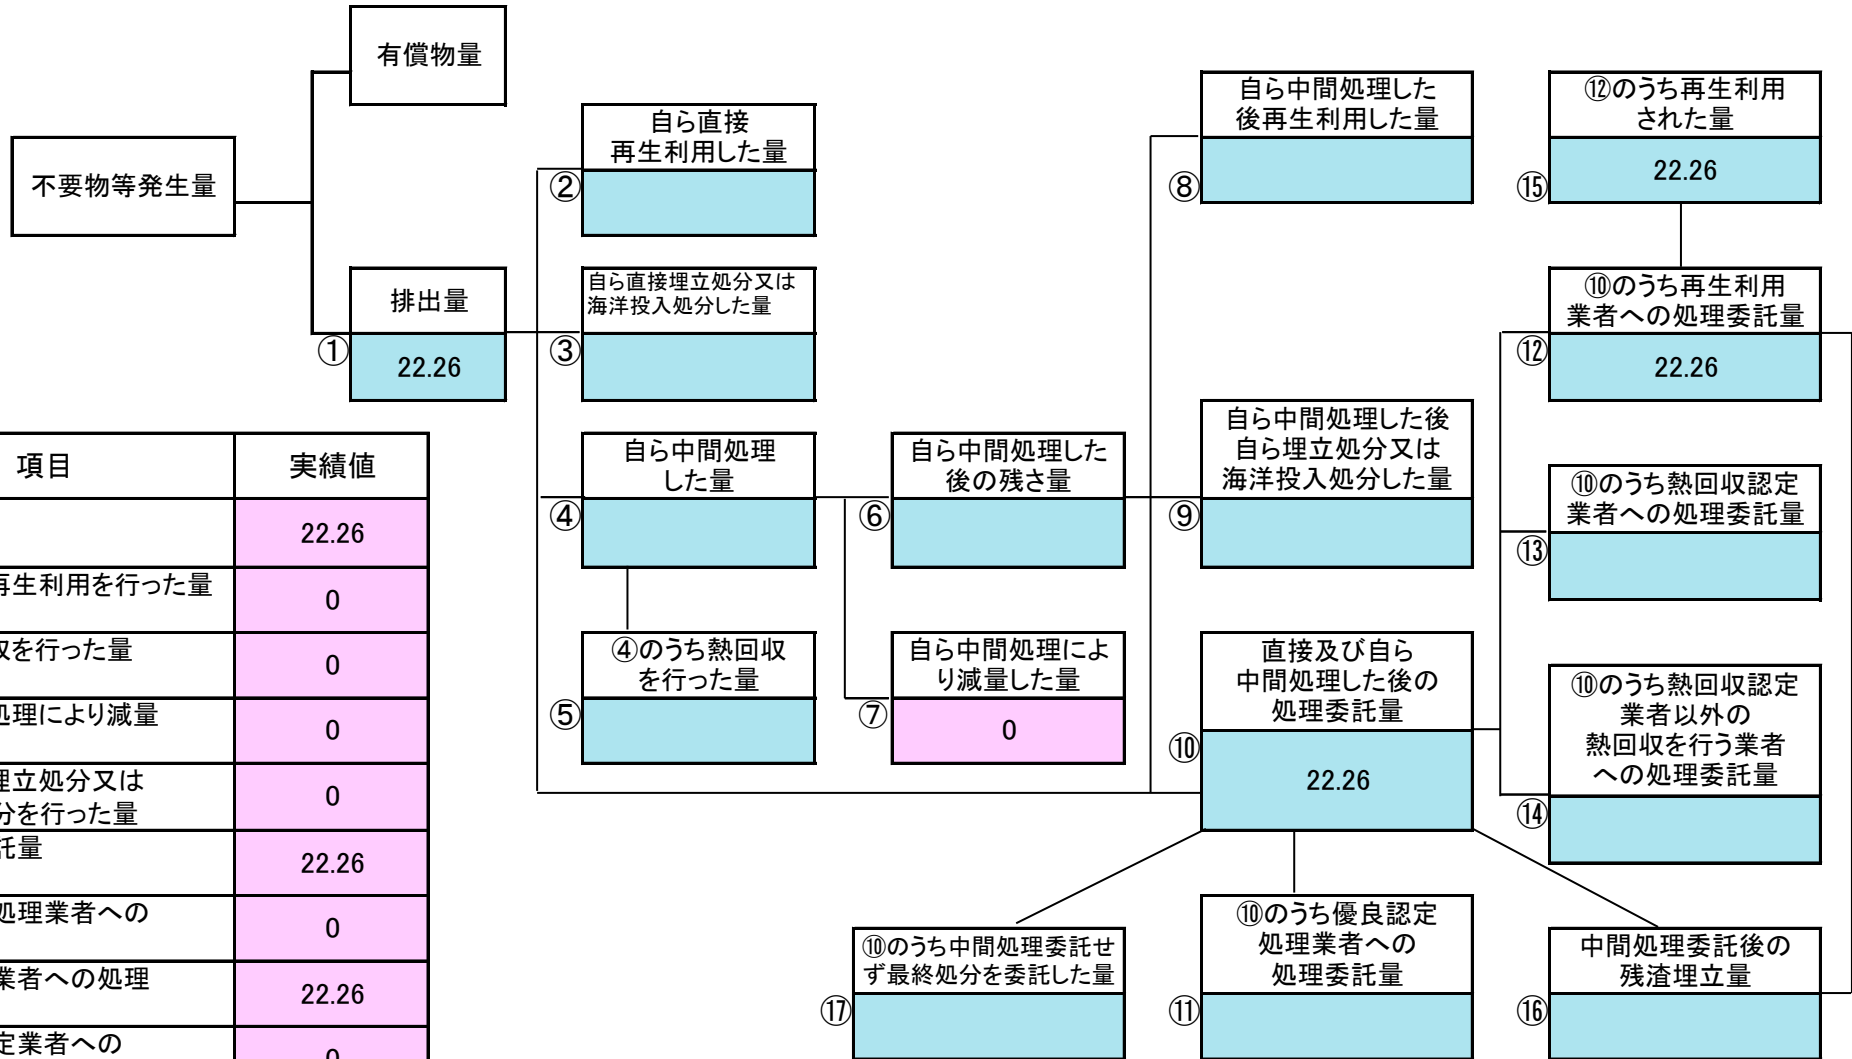 有償物量
不要物等発生量
排出量
①
22.26
自ら直接
再生利用した量
②
自ら直接埋立処分又は
海洋投入処分した量
③
自ら中間処理
した量
④
④のうち熱回収
を行った量
⑤
自ら中間処理した
後の残さ量
⑥
自ら中間処理によ
り減量した量
⑦
0
自ら中間処理した
後再生利用した量
⑧
自ら中間処理した後
自ら埋立処分又は
海洋投入処分した量
⑨
直接及び自ら
中間処理した後の
処理委託量
⑩
22.26
⑩のうち優良認定
処理業者への
処理委託量
⑪
⑫のうち再生利用
された量
⑮
22.26
⑩のうち再生利用
業者への処理委託量
⑫
22.26
⑩のうち熱回収認定
業者への処理委託量
⑬
⑩のうち熱回収認定
業者以外の
熱回収を行う業者
への処理委託量
⑭
中間処理委託後の
残渣埋立量
⑯
⑩のうち中間処理委託せ
ず最終処分を委託した量
⑰
項目 実績値
22.26
再生利用を行った量 0
収を行った量 0
処理により減量 0
埋立処分又は
分を行った量 0
託量 22.26
処理業者への 0
業者への処理 22.26
定業者への 0